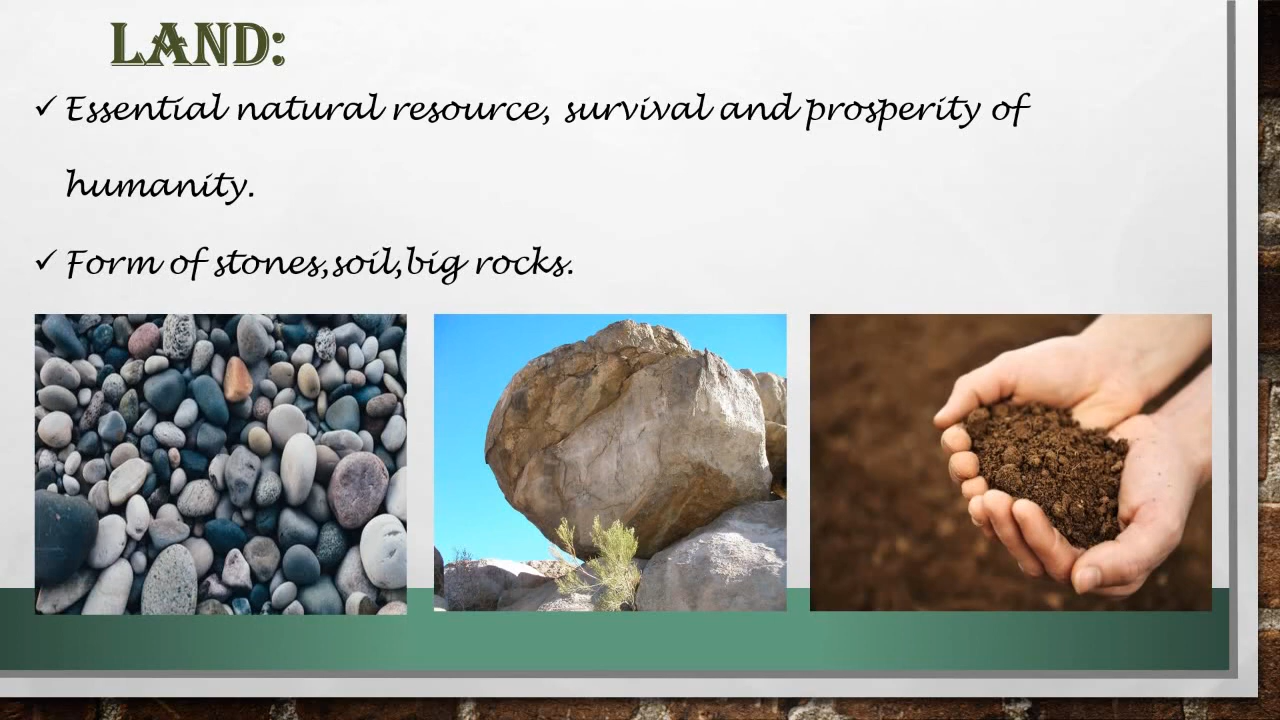 LAND:
✓ Essential natural resource, survival and prosperity of
humanity.
✓ Form of stones,soil,big rocks.